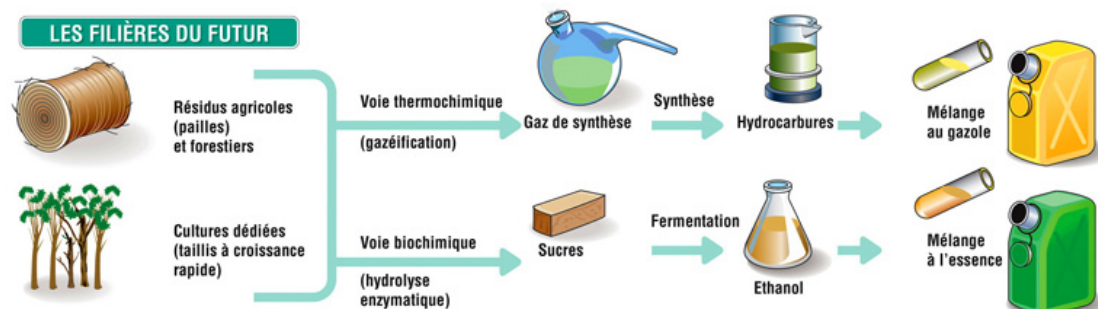 LES FILIÈRES DU FUTUR
Résidus agricoles
(pailles)
et forestiers
Cultures dédiées
(taillis à croissance
rapide)
Voie thermochimique
(gazéification)
Gaz de synthèse
Synthèse
Hydrocarbures
Mélange
au gazole
Voie biochimique
(hydrolyse
enzymatique)
Sucres
Fermentation
Ethanol
Mélange
à l'essence